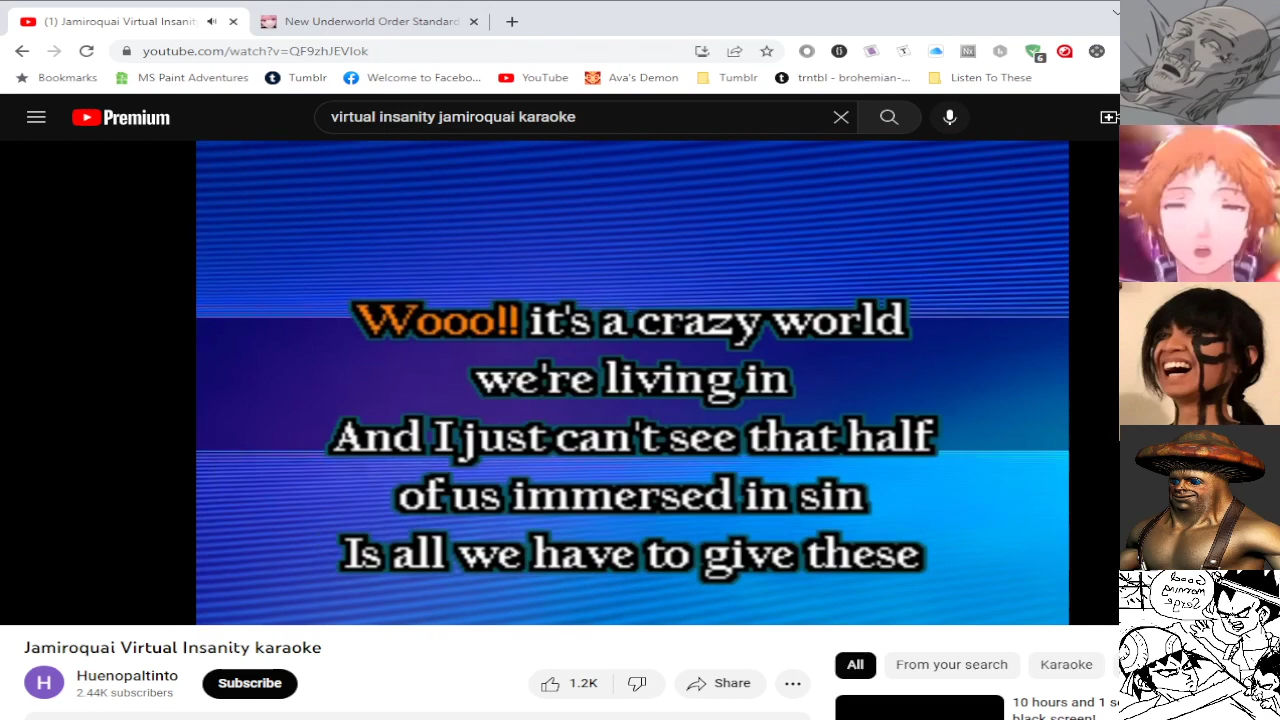 (1) Jamiroquai Virtual Insanity
New Underworld Order Standard
youtube.com/watch?v=QF9zhJEVIok
6
Bookmarks
MS Paint Adventures
Tumblr
Welcome to Facebo...
YouTube
Ava's Demon
Tumblr
trntbl - brohemian-...
Listen To These
Premium
virtual insanity jamiroquai karaoke
Wooo!! it's a crazy world
we're living in
And I just can't see that half
of us immersed in sin
Is all we have to give these
Jamiroquai Virtual Insanity karaoke
H
Huenopaltinto
2.44K subscribers
Subscribe
1.2K
Share
All
From your search
Karaoke
10 hours and 1 s
black screen!